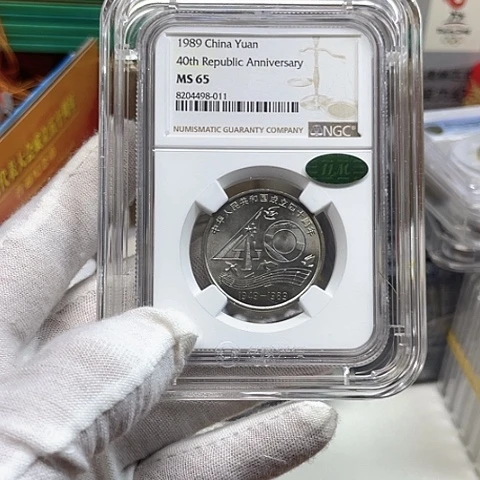 1989 China Yuan
40th Republic Anniversary
MS 65
8204498-011
NUMISMATIC GUARANTY COMPANY
NGC
中华人民共和国成立四十周年
40
1949-1989